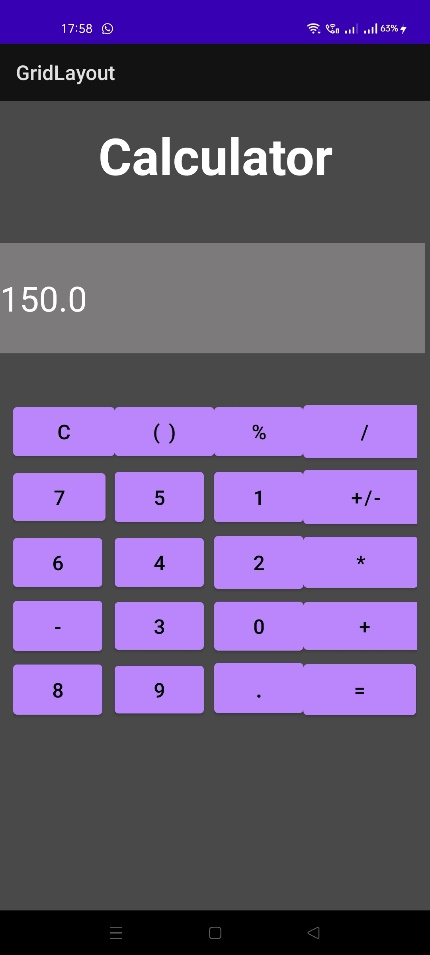 17:58 63%
GridLayout
Calculator
150.0
C ( ) % /
7 5 1 +/-
6 4 2 *
- 3 0 +
8 9 . =